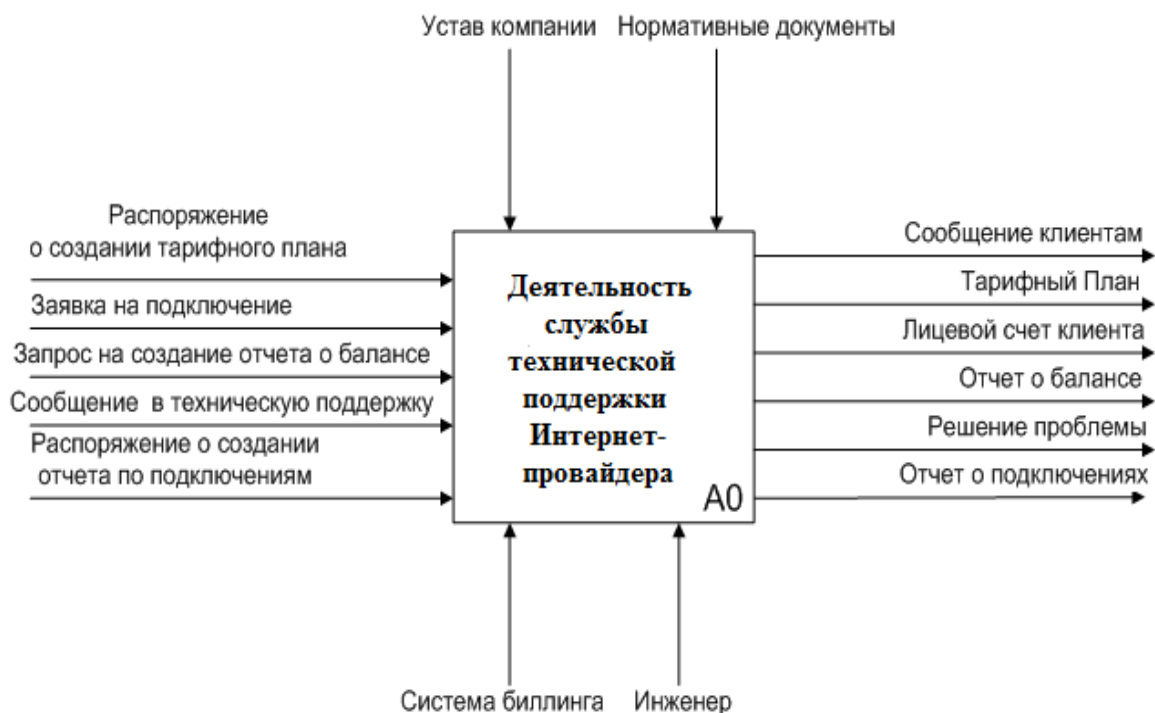 Устав компании
Нормативные документы
Распоряжение
о создании тарифного плана
Заявка на подключение
Запрос на создание отчета о балансе
Сообщение в техническую поддержку
Распоряжение о создании
отчета по подключениям
Деятельность
службы
технической
поддержки
Интернет-
провайдера
A0
Сообщение клиентам
Тарифный План
Лицевой счет клиента
Отчет о балансе
Решение проблемы
Отчет о подключениях
Система биллинга
Инженер